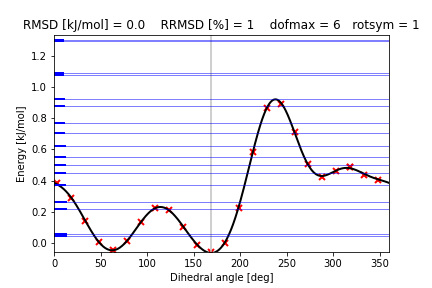 RMSD [kJ/mol] = 0.0 RRMSD [%] = 1 dofmax = 6 rotsym = 1
1.2
1.0
0.8
0.6
0.4
0.2
0.0
Energy [kJ/mol]
0 50 100 150 200 250 300 350
Dihedral angle [deg]